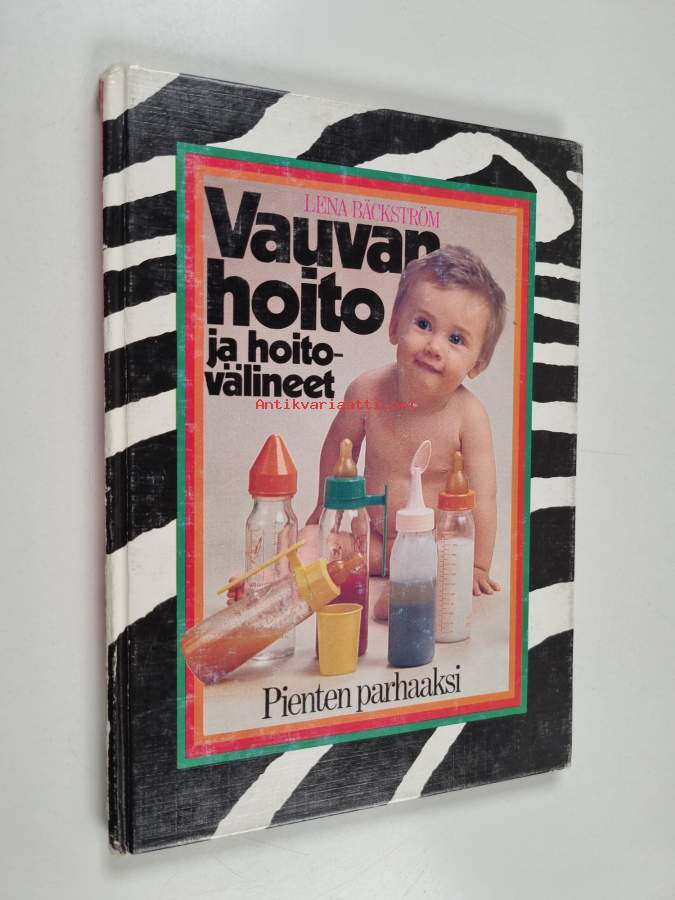 LENA BÄCKSTRÖM
Vauvan
hoito
ja hoito-
välineet
Antikvariaatti.net
Pienten parhaaksi